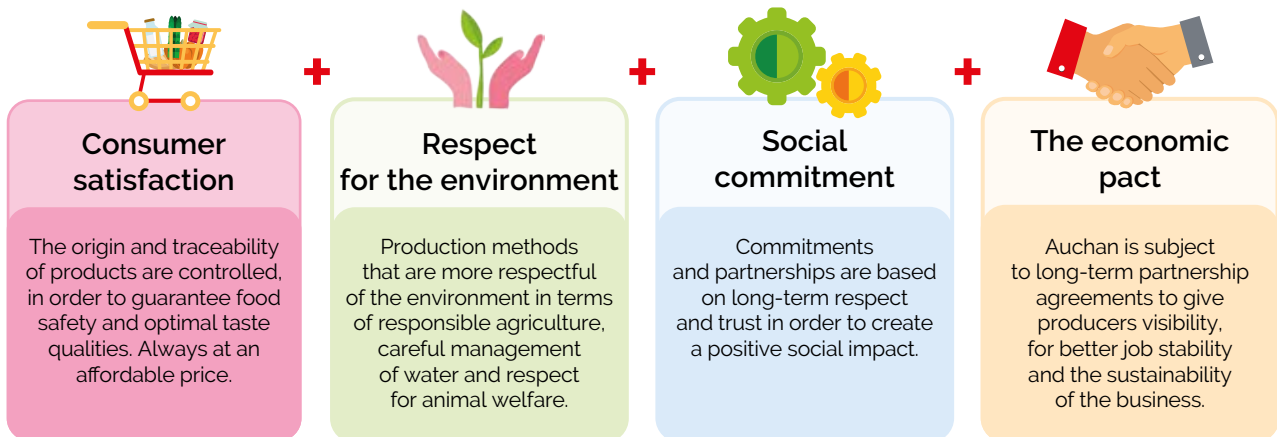 Consumer
satisfaction
The origin and traceability
of products are controlled,
in order to guarantee food
safety and optimal taste
qualities. Always at an
affordable price.
Respect
for the environment
Production methods
that are more respectful
of the environment in terms
of responsible agriculture,
careful management
of water and respect
for animal welfare.
Social
commitment
Commitments
and partnerships are based
on long-term respect
and trust in order to create
a positive social impact.
The economic
pact
Auchan is subject
to long-term partnership
agreements to give
producers visibility,
for better job stability
and the sustainability
of the business.